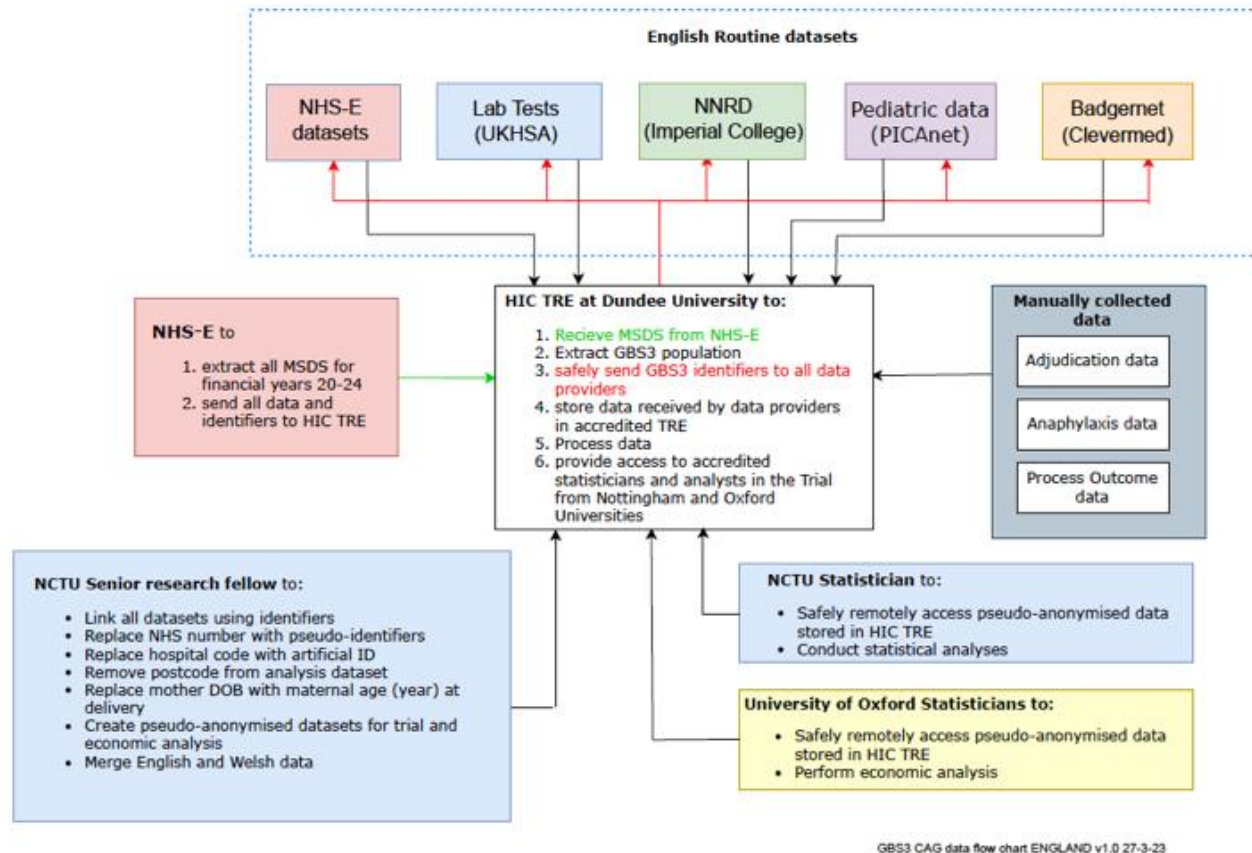 English Routine datasets
NHS-E
datasets
Lab Tests
(UKHSA)
NNRD
(Imperial College)
Pediatric data
(PICAnet)
Badgernet
(Clevermed)
NHS-E to
1. extract all MSDS for
financial years 20-24
2. send all data and
identifiers to HIC TRE
HIC TRE at Dundee University to:
1. Recieve MSDS from NHS-E
2. Extract GBS3 population
3. safely send GBS3 identifiers to all data
providers
4. store data received by data providers
in accredited TRE
5. Process data
6. provide access to accredited
statisticians and analysts in the Trial
from Nottingham and Oxford
Universities
Manually collected
data
Adjudication data
Anaphylaxis data
Process Outcome
data
NCTU Senior research fellow to:
• Link all datasets using identifiers
• Replace NHS number with pseudo-identifiers
• Replace hospital code with artificial ID
• Remove postcode from analysis dataset
• Replace mother DOB with maternal age (year) at
delivery
• Create pseudo-anonymised datasets for trial and
economic analysis
• Merge English and Welsh data
NCTU Statistician to:
• Safely remotely access pseudo-anonymised data
stored in HIC TRE
• Conduct statistical analyses
University of Oxford Statisticians to:
• Safely remotely access pseudo-anonymised data
stored in HIC TRE
• Perform economic analysis
GBS3 CAG data flow chart ENGLAND v1.0 27-3-23